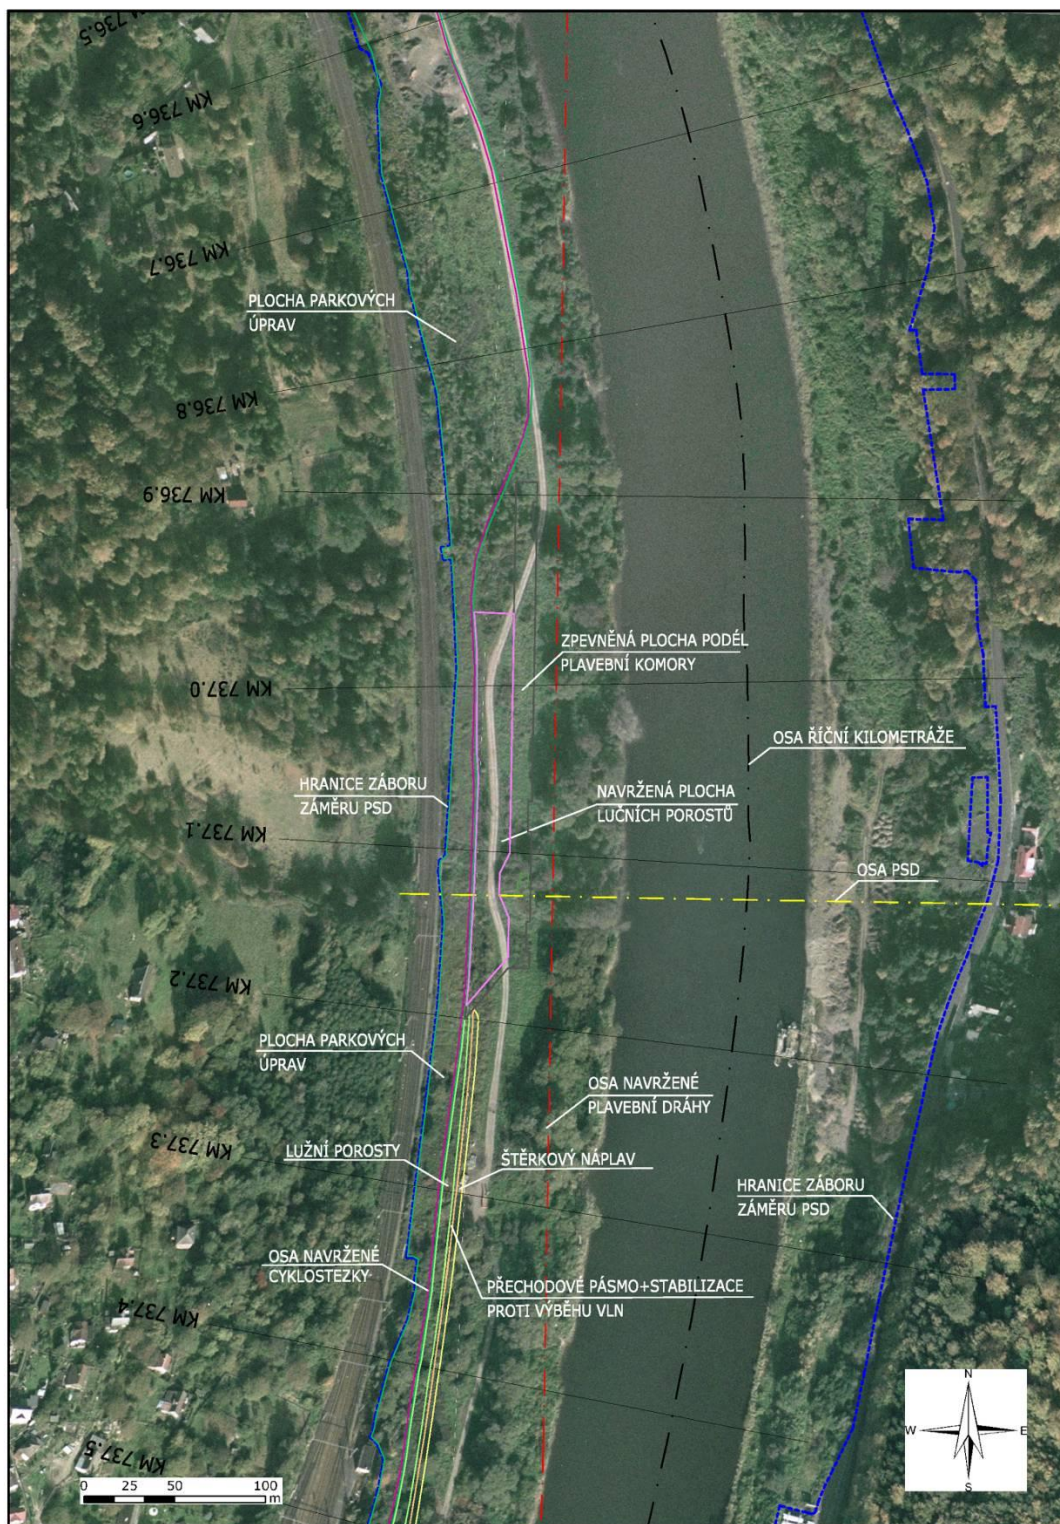 KM 736.5
KM 736.6
KM 736.7
PLOCHA PARKOVÝCH
ÚPRAV
KM 736.8
KM 736.9
ZPEVNĚNÁ PLOCHA PODÉL
PLAVEBNÍ KOMORY
KM 737.0
OSA ŘÍČNÍ KILOMETRÁŽE
HRANICE ZÁBORU
ZÁMĚRU PSD
NAVRŽENÁ PLOCHA
LUČNÍCH POROSTŮ
KM 737.1
OSA PSD
KM 737.2
PLOCHA PARKOVÝCH
ÚPRAV
OSA NAVRŽENÉ
PLAVEBNÍ DRÁHY
KM 737.3
LUŽNÍ POROSTY
ŠTĚRKOVÝ NÁPLAV
HRANICE ZÁBORU
ZÁMĚRU PSD
OSA NAVRŽENÉ
CYKLOSTEZKY
PŘECHODOVÉ PÁSMO+STABILIZACE
PROTI VÝBĚHU VLN
KM 737.4
KM 737.5
0 25 50 100
m
N
W E
S